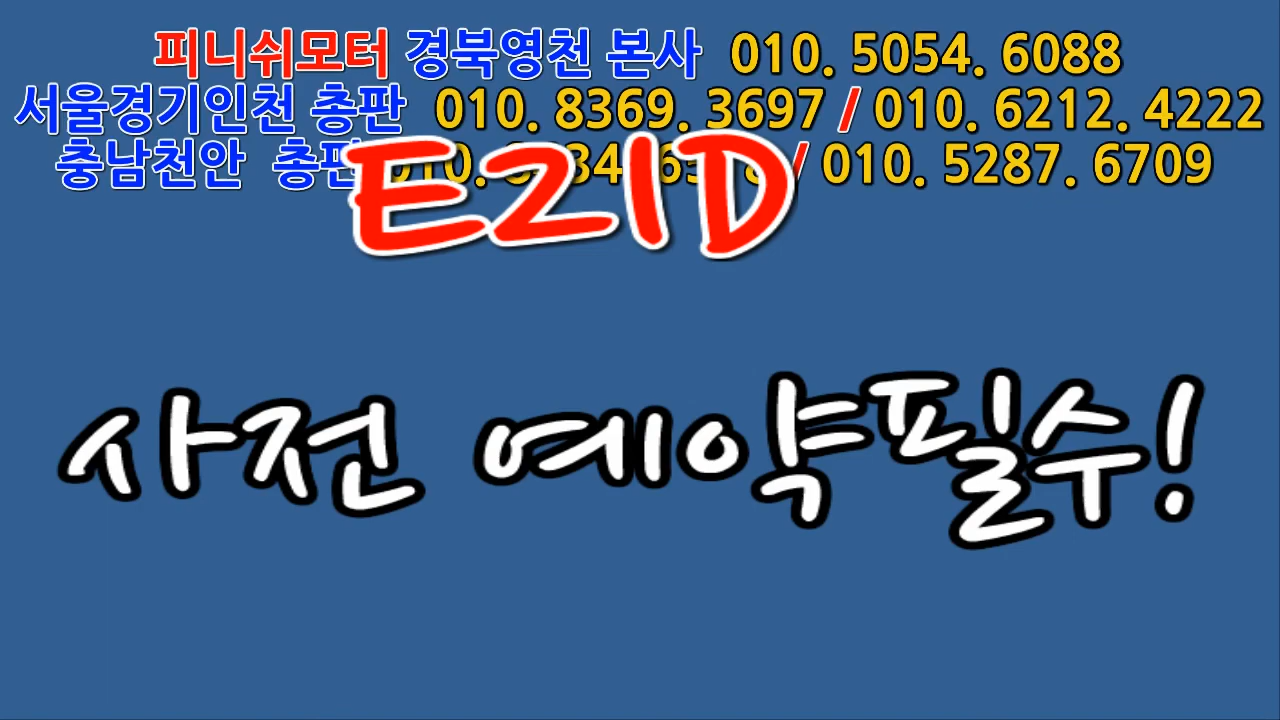 피니쉬모터 경북영천 본사 010. 5054. 6088
서울경기인천 총판 010. 8369. 3697 / 010. 6212. 4222
충남천안 총판 / 010. 5287. 6709
EZID
사전 예약필수!